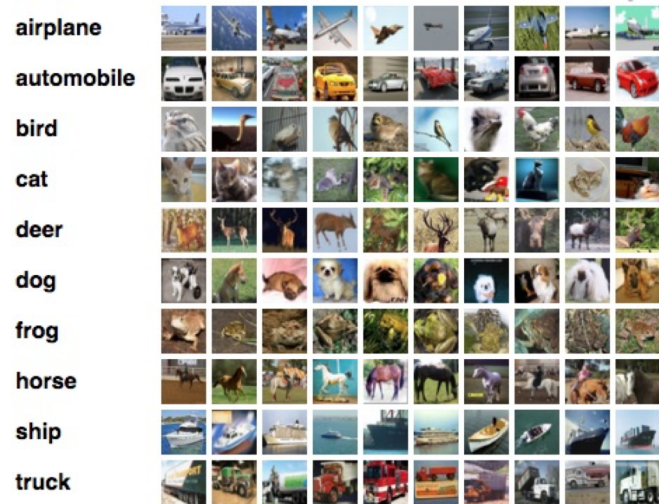 airplane
automobile
bird
cat
deer
dog
frog
horse
ship
truck